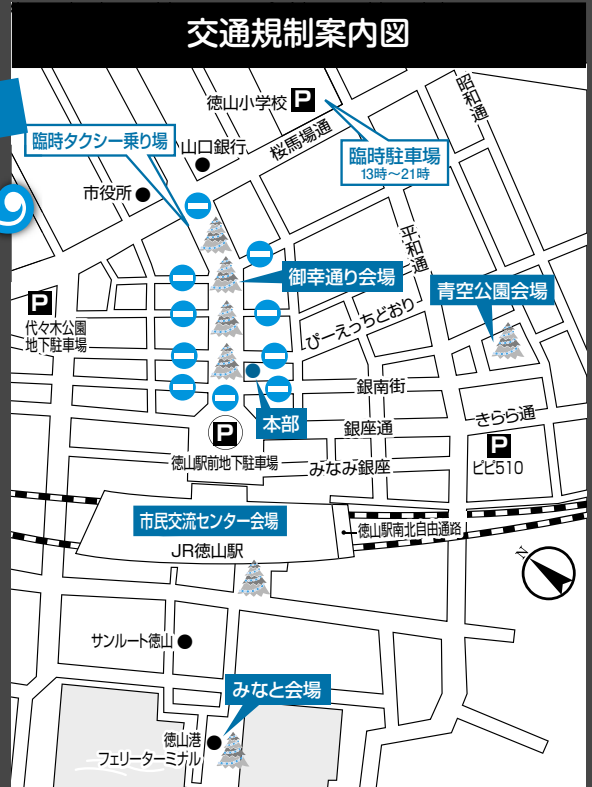 交通規制案内図
昭和通
徳山小学校 P
臨時タクシー乗り場
山口銀行
桜馬場通
臨時駐車場
13時～21時
市役所
平和通
御幸通り会場
青空公園会場
P
代々木公園
地下駐車場
ぴーえっちどおり
銀南街
本部
きらら通
銀座通
P
P
徳山駅前地下駐車場
みなみ銀座
ピピ510
市民交流センター会場
徳山駅南北自由通路
JR徳山駅
N
サンルート徳山
みなと会場
徳山港
フェリーターミナル